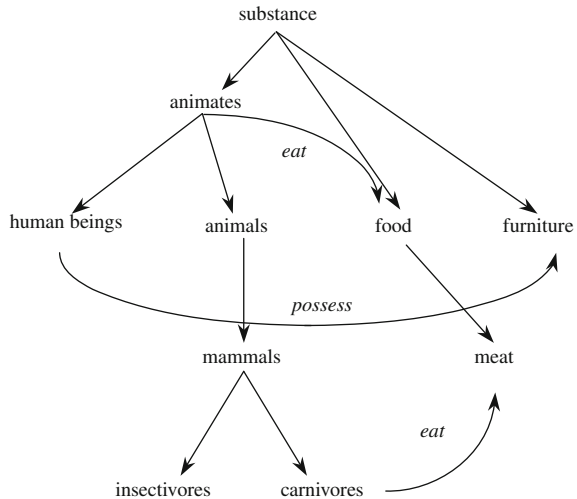 substance
animates
eat
human beings
animals
food
furniture
possess
mammals
meat
eat
insectivores
carnivores